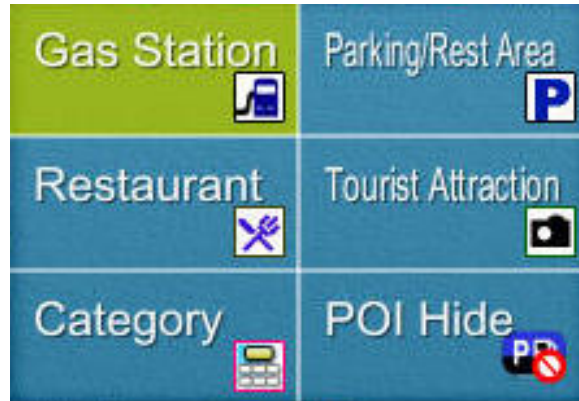 Gas Station
Parking/Rest Area
P
Restaurant
Tourist Attraction
Category
POI Hide